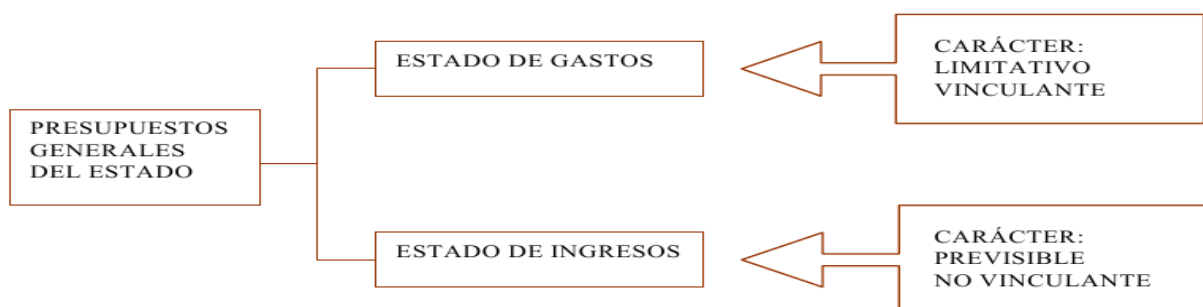 PRESUPUESTOS
GENERALES
DEL ESTADO
ESTADO DE GASTOS
CARÁCTER:
LIMITATIVO
VINCULANTE
ESTADO DE INGRESOS
CARÁCTER:
PREVISIBLE
NO VINCULANTE